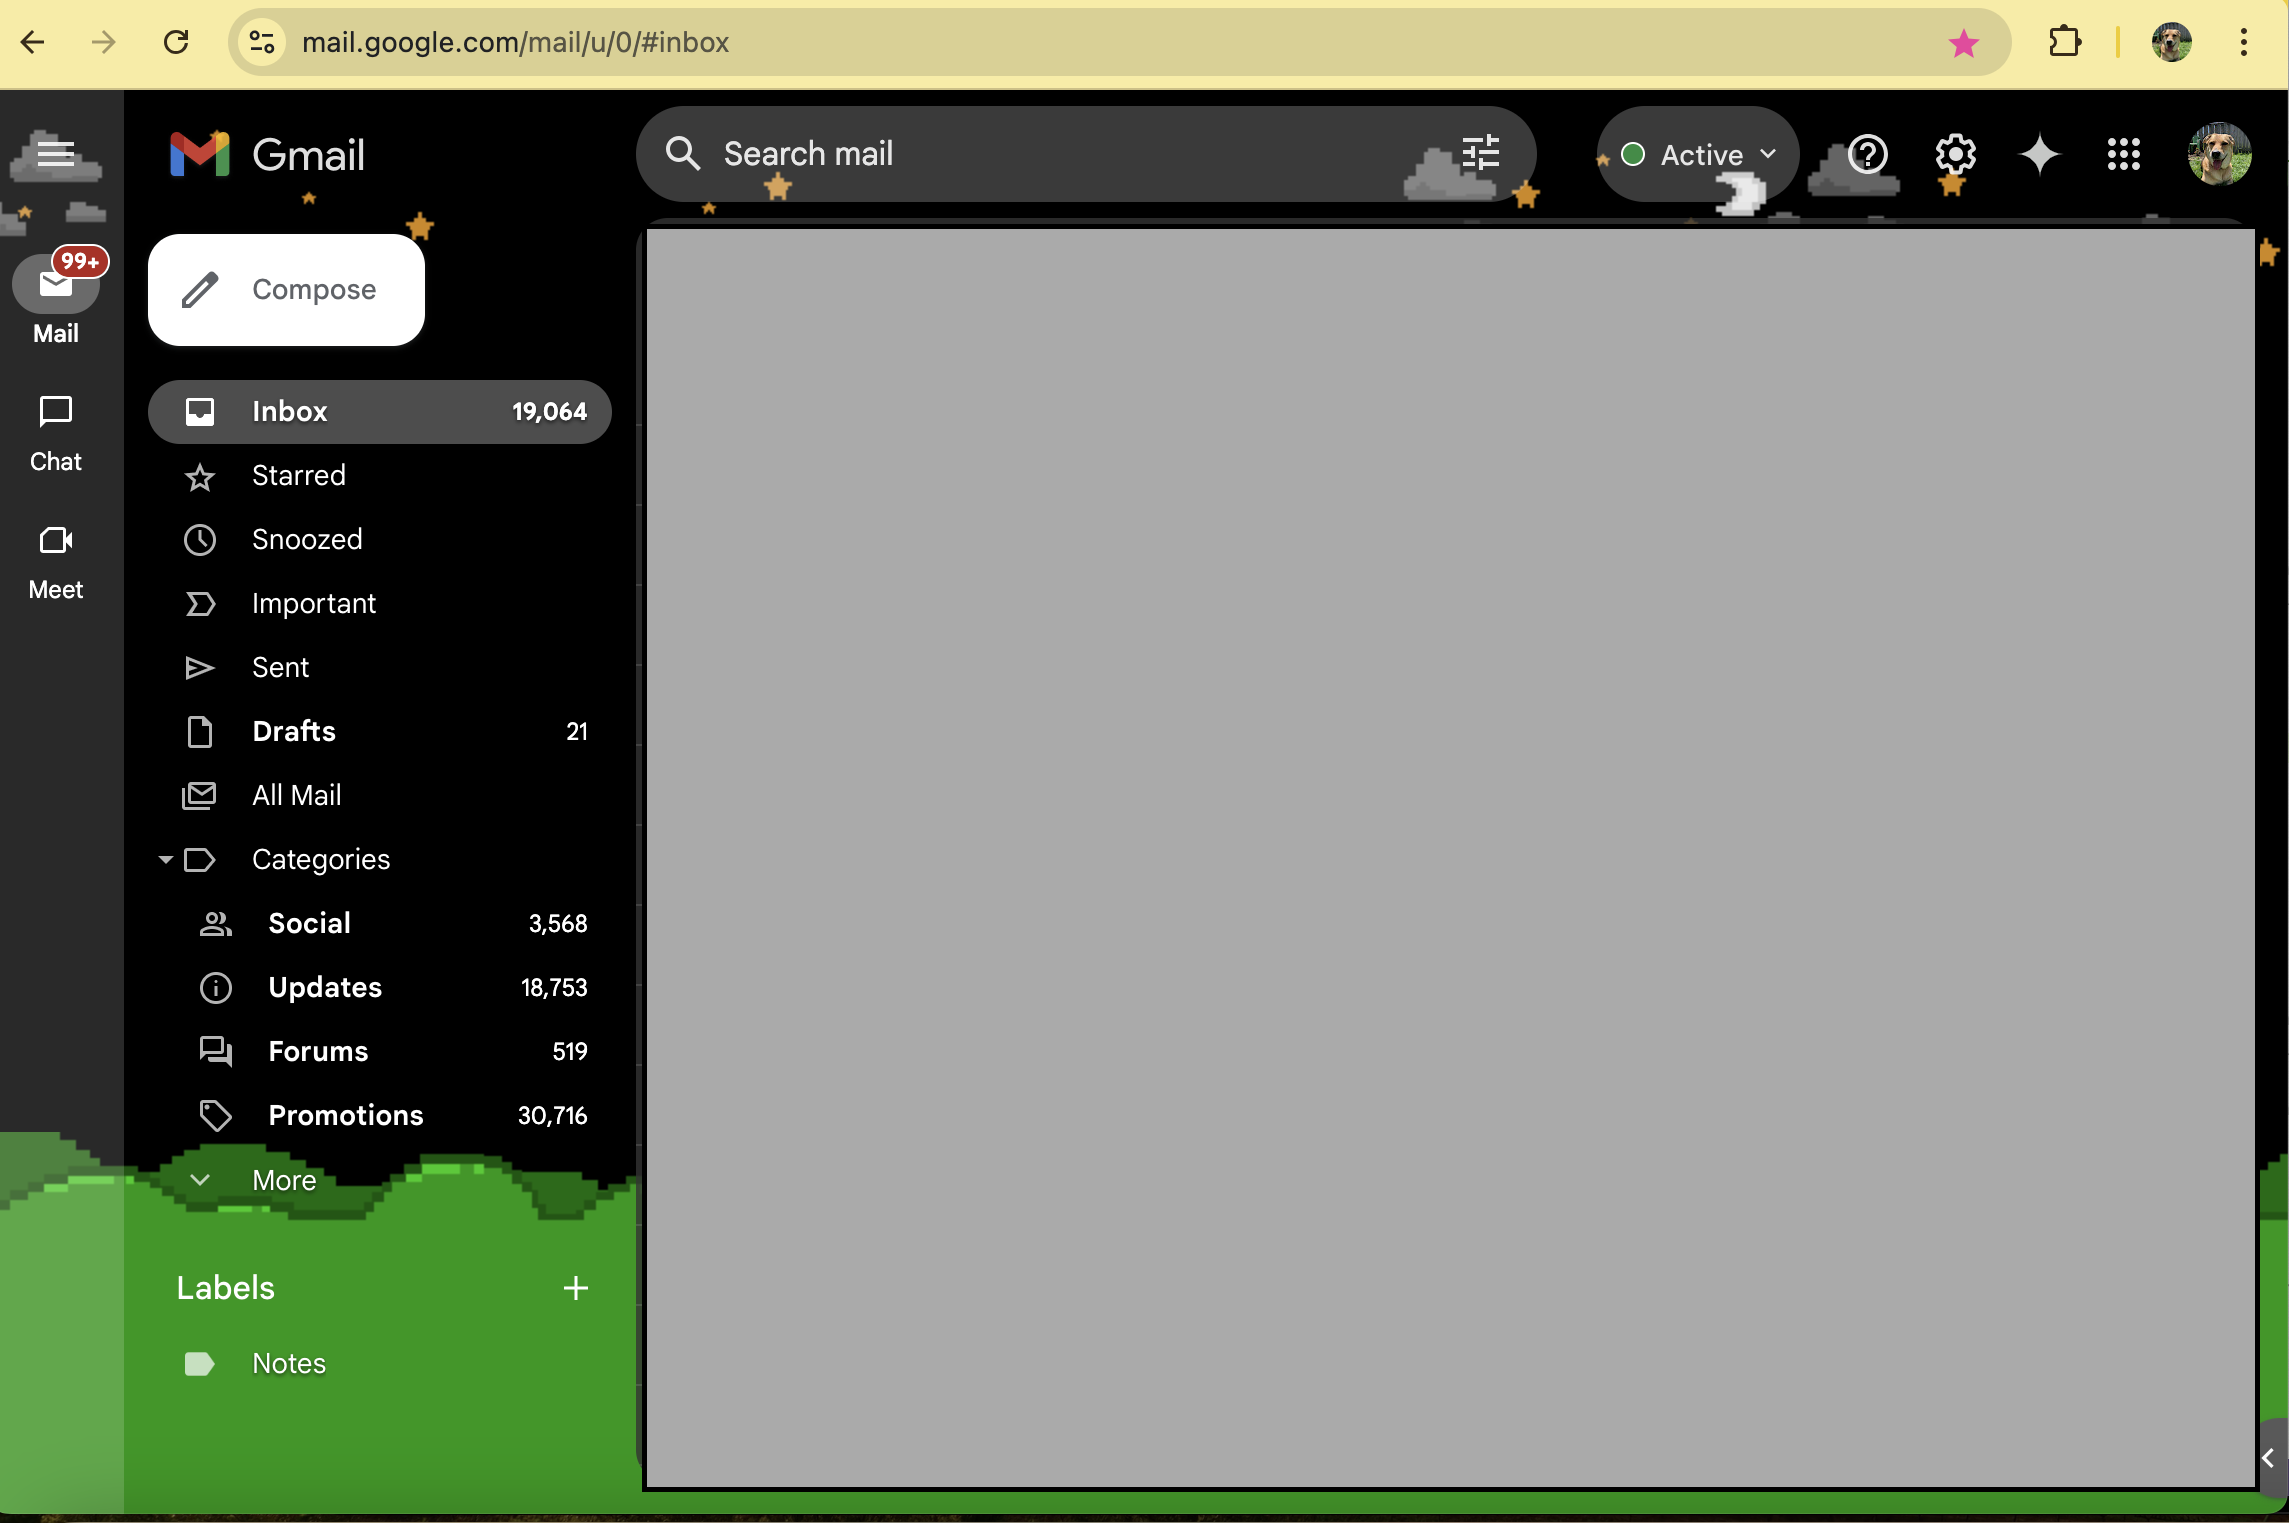 mail.google.com/mail/u/0/#inbox
Gmail
Search mail
Active
99+
Mail
Chat
Meet
Compose
Inbox 19,064
Starred
Snoozed
Important
Sent
Drafts 21
All Mail
Categories
Social 3,568
Updates 18,753
Forums 519
Promotions 30,716
More
Labels
Notes